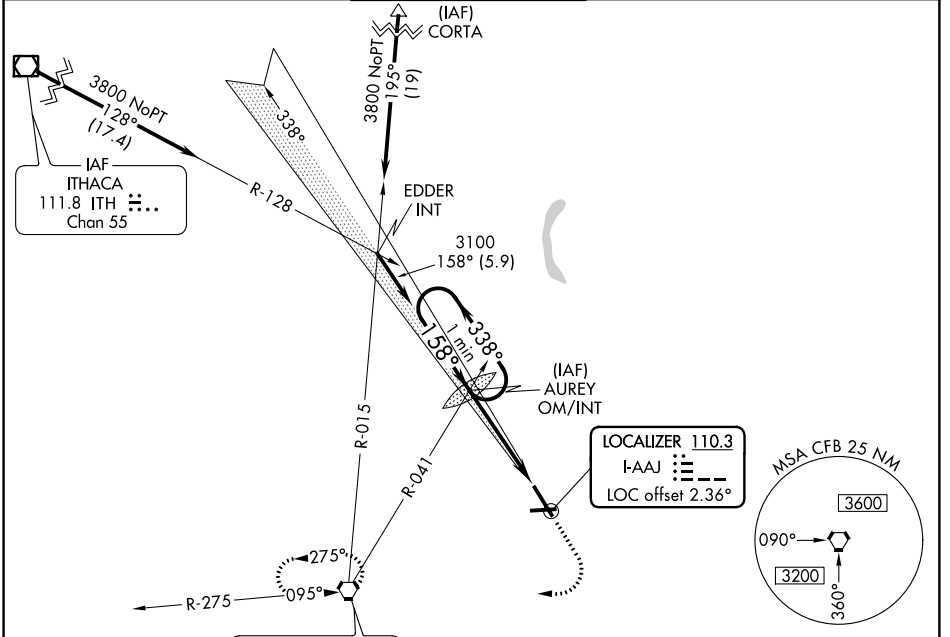 (IAF)
CORTA
3800 NoPT
195°
(19)
3800 NoPT
128°
(17.4)
338°
IAF
ITHACA
111.8 ITH
Chan 55
R-128
EDDER
INT
3100
158° (5.9)
158°
1 min
338°
(IAF)
AUREY
OM/INT
R-015
R-041
LOCALIZER 110.3
I-AAJ
LOC offset 2.36°
MSA CFB 25 NM
3600
090°
3200
360°
275°
095°
R-275